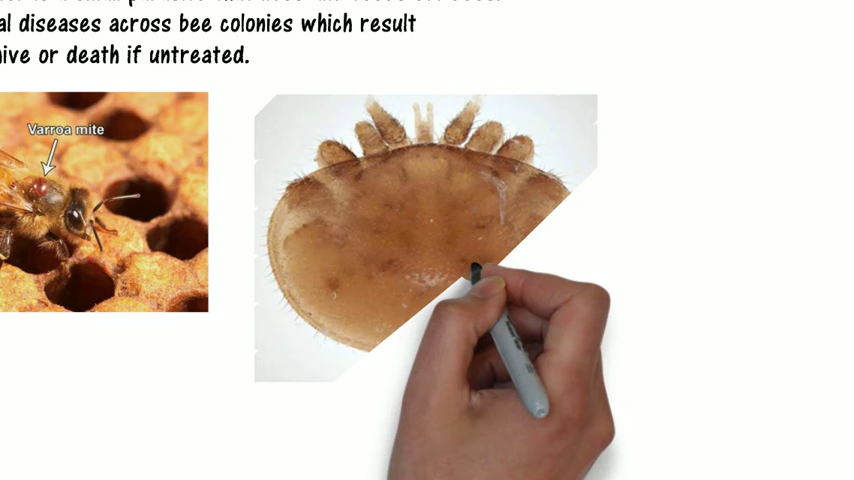 al diseases across bee colonies which result
hive or death if untreated.
Varroa mite